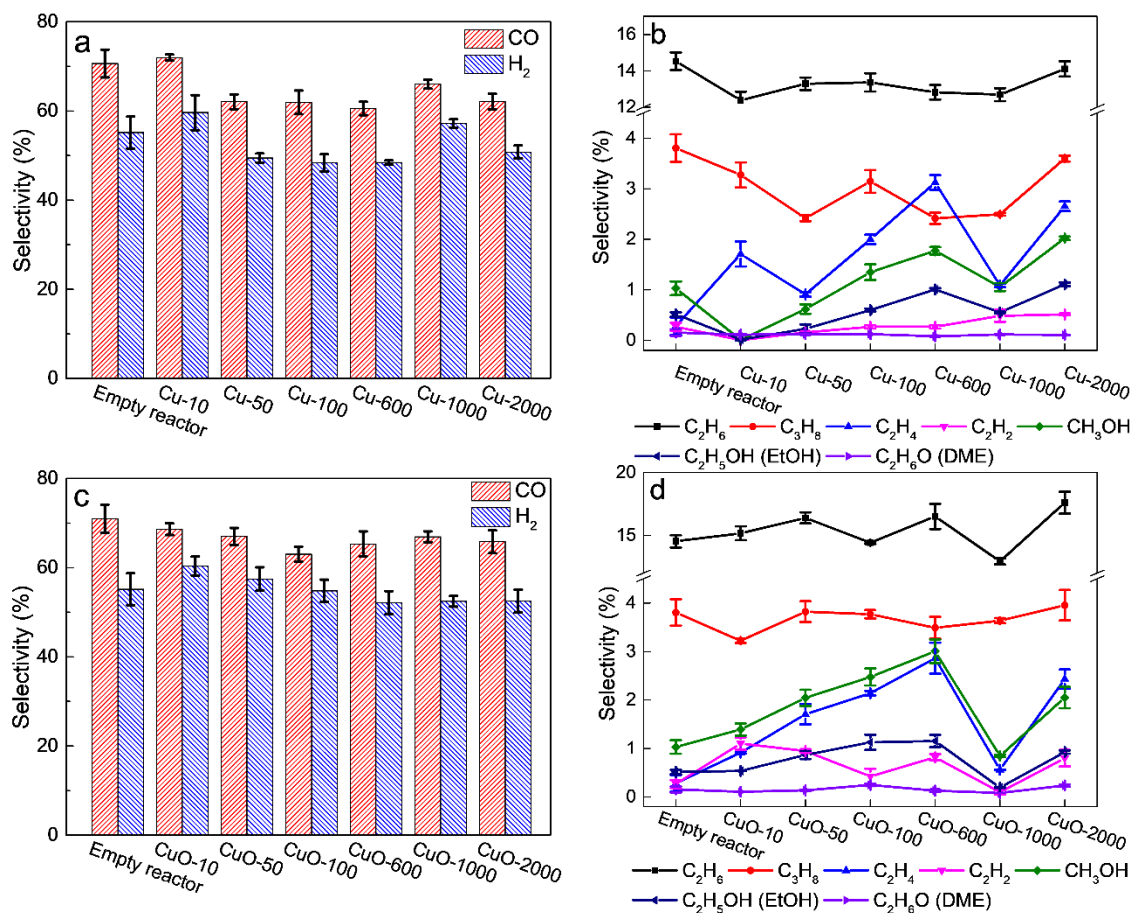 a
CO
H₂
Selectivity (%)
80
60
40
20
0
Empty reactor
Cu-10
Cu-50
Cu-100
Cu-600
Cu-1000
Cu-2000
b
Selectivity (%)
16
14
12
4
3
2
1
0
Empty reactor
Cu-10
Cu-50
Cu-100
Cu-600
Cu-1000
Cu-2000
C₂H₆ C₃H₈ C₂H₄ C₂H₂ CH₃OH
C₂H₅OH (EtOH) C₂H₆O (DME)
c
CO
H₂
Selectivity (%)
80
60
40
20
0
Empty reactor
CuO-10
CuO-50
CuO-100
CuO-600
CuO-1000
CuO-2000
d
Selectivity (%)
20
15
4
3
2
1
0
Empty reactor
CuO-10
CuO-50
CuO-100
CuO-600
CuO-1000
CuO-2000
C₂H₆ C₃H₈ C₂H₄ C₂H₂ CH₃OH
C₂H₅OH (EtOH) C₂H₆O (DME)